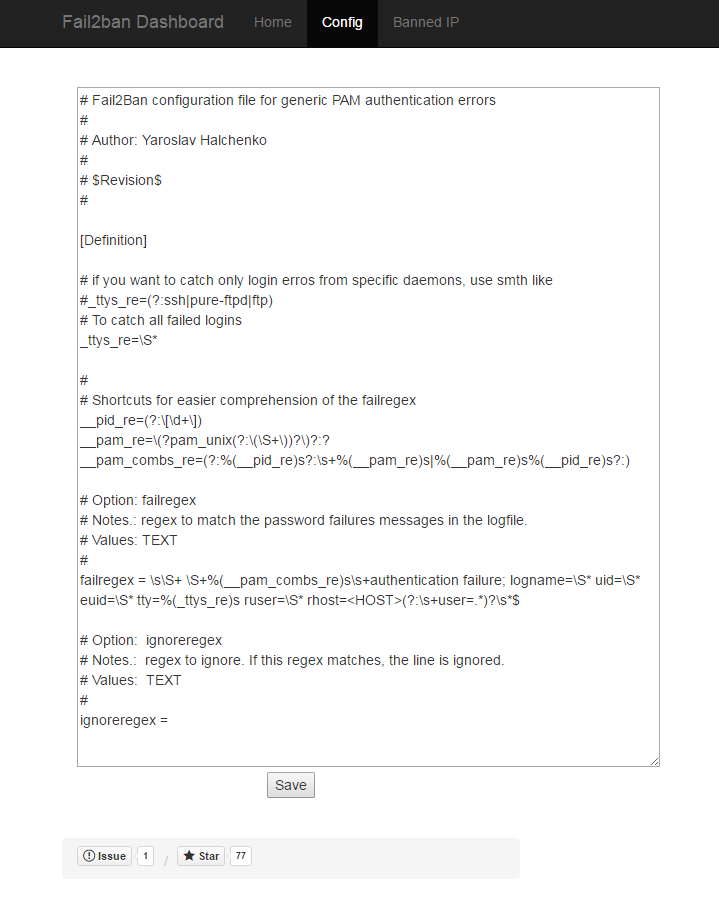 Fail2ban Dashboard Home Config Banned IP
# Fail2Ban configuration file for generic PAM authentication errors
#
# Author: Yaroslav Halchenko
#
# $Revision$
#
[Definition]
# if you want to catch only login erros from specific daemons, use smth like
#_ttys_re=(?:ssh|pure-ftpd|ftp)
# To catch all failed logins
_ttys_re=\S*
#
# Shortcuts for easier comprehension of the failregex
__pid_re=(?:\[\d+\])
__pam_re=\(?pam_unix(?:\(\S+\))?\)?:?
__pam_combs_re=(?:%(__pid_re)s?:\s+%(__pam_re)s|%(__pam_re)s%(__pid_re)s?:)
# Option: failregex
# Notes.: regex to match the password failures messages in the logfile.
# Values: TEXT
#
failregex = \s\S+ \S+%(__pam_combs_re)s\s+authentication failure; logname=\S* uid=\S*
euid=\S* tty=%(_ttys_re)s ruser=\S* rhost=<HOST>(?:\s+user=.*)?\s*$
# Option:  ignoreregex
# Notes.:  regex to ignore. If this regex matches, the line is ignored.
# Values:  TEXT
#
ignoreregex =
Save
Issue 1 / Star 77